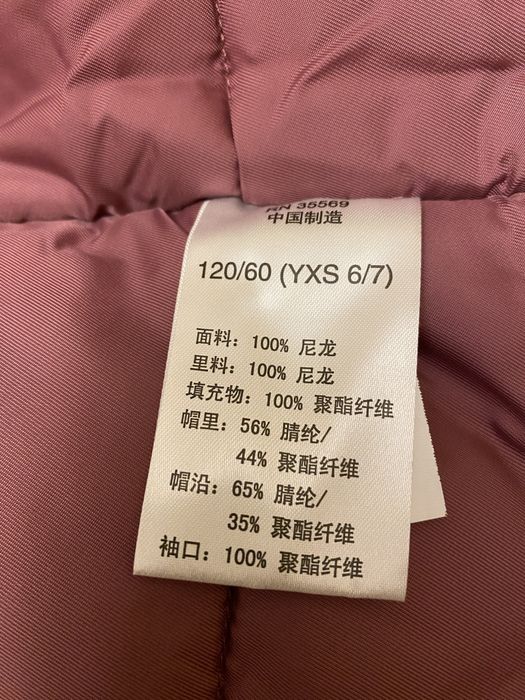 RN 35569
中国制造
120/60 (YXS 6/7)
面料: 100% 尼龙
里料: 100% 尼龙
填充物: 100% 聚酯纤维
帽里: 56% 腈纶/
44% 聚酯纤维
帽沿: 65% 腈纶/
35% 聚酯纤维
袖口: 100% 聚酯纤维